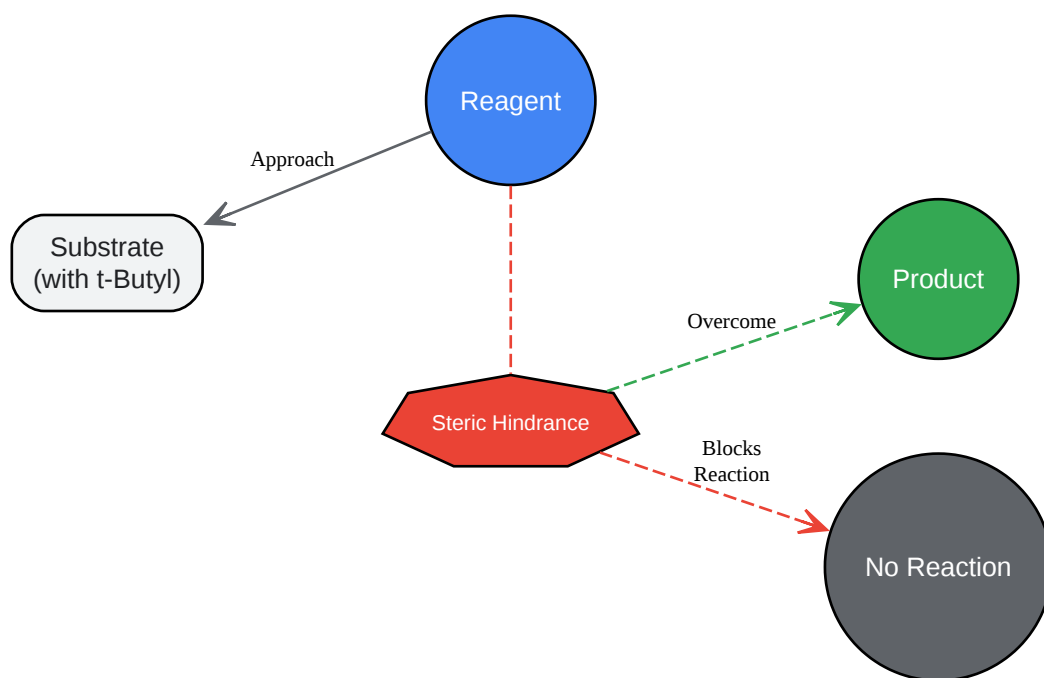 Reagent
Approach
Substrate
(with t-Butyl)
Product
Overcome
Steric Hindrance
Blocks
Reaction
No Reaction